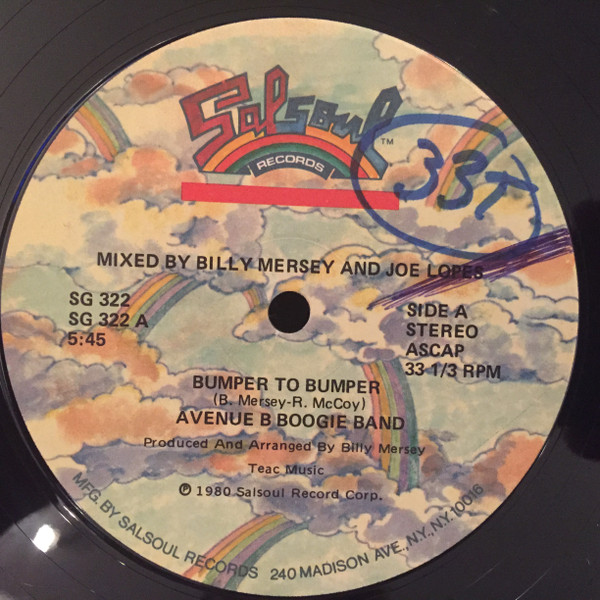 Salsoul TM
RECORDS
33T
MIXED BY BILLY MERSEY AND JOE LOPES
SG 322
SG 322 A
5:45
SIDE A
STEREO
ASCAP
33-1/3 RPM
BUMPER TO BUMPER
(B. Mersey-R. McCoy)
AVENUE B BOOGIE BAND
Produced And Arranged By Billy Mersey
Teac Music
℗ 1980 Salsoul Record Corp.
MFG. BY SALSOUL RECORDS 240 MADISON AVE., N.Y., N.Y. 10016